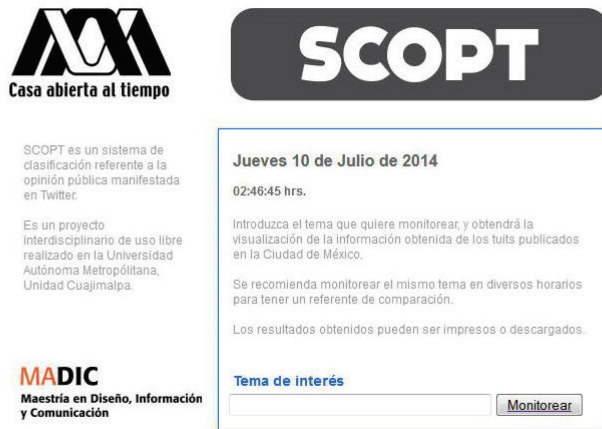 Casa abierta al tiempo
SCOPT
SCOPT es un sistema de
clasificación referente a la
opinión pública manifestada
en Twitter.
Es un proyecto
interdisciplinario de uso libre
realizado en la Universidad
Autónoma Metropólitana,
Unidad Cuajimalpa.
MADIC
Maestría en Diseño, Información
y Comunicación
Jueves 10 de Julio de 2014
02:46:45 hrs.
Introduzca el tema que quiere monitorear, y obtendrá la
visualización de la información obtenida de los tuits publicados
en la Ciudad de México.
Se recomienda monitorear el mismo tema en diversos horarios
para tener un referente de comparación.
Los resultados obtenidos pueden ser impresos o descargados.
Tema de interés
Monitorear